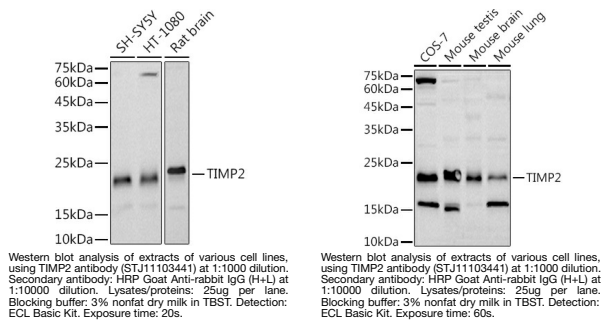 SH-SY5Y
HT-1080
Rat brain
75kDa
60kDa
45kDa
35kDa
25kDa
15kDa
10kDa
TIMP2
Western blot analysis of extracts of various cell lines,
using TIMP2 antibody (STJ11103441) at 1:1000 dilution.
Secondary antibody: HRP Goat Anti-rabbit IgG (H+L) at
1:10000 dilution. Lysates/proteins: 25ug per lane.
Blocking buffer: 3% nonfat dry milk in TBST. Detection:
ECL Basic Kit. Exposure time: 20s.
COS-7
Mouse testis
Mouse brain
Mouse lung
75kDa
60kDa
45kDa
35kDa
25kDa
15kDa
10kDa
TIMP2
Western blot analysis of extracts of various cell lines,
using TIMP2 antibody (STJ11103441) at 1:1000 dilution.
Secondary antibody: HRP Goat Anti-rabbit IgG (H+L) at
1:10000 dilution. Lysates/proteins: 25ug per lane.
Blocking buffer: 3% nonfat dry milk in TBST. Detection:
ECL Basic Kit. Exposure time: 60s.